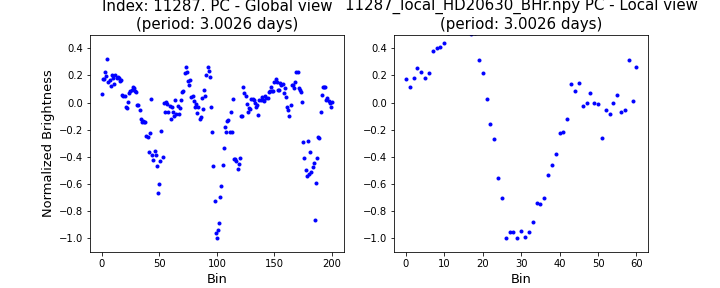 Index: 11287. PC - Global view
(period: 3.0026 days)
11287_local_HD20630_BHr.npy PC - Local view
(period: 3.0026 days)
Normalized Brightness
0.4
0.2
0.0
−0.2
−0.4
−0.6
−0.8
−1.0
0 50 100 150 200
Bin
0.4
0.2
0.0
−0.2
−0.4
−0.6
−0.8
−1.0
0 10 20 30 40 50 60
Bin